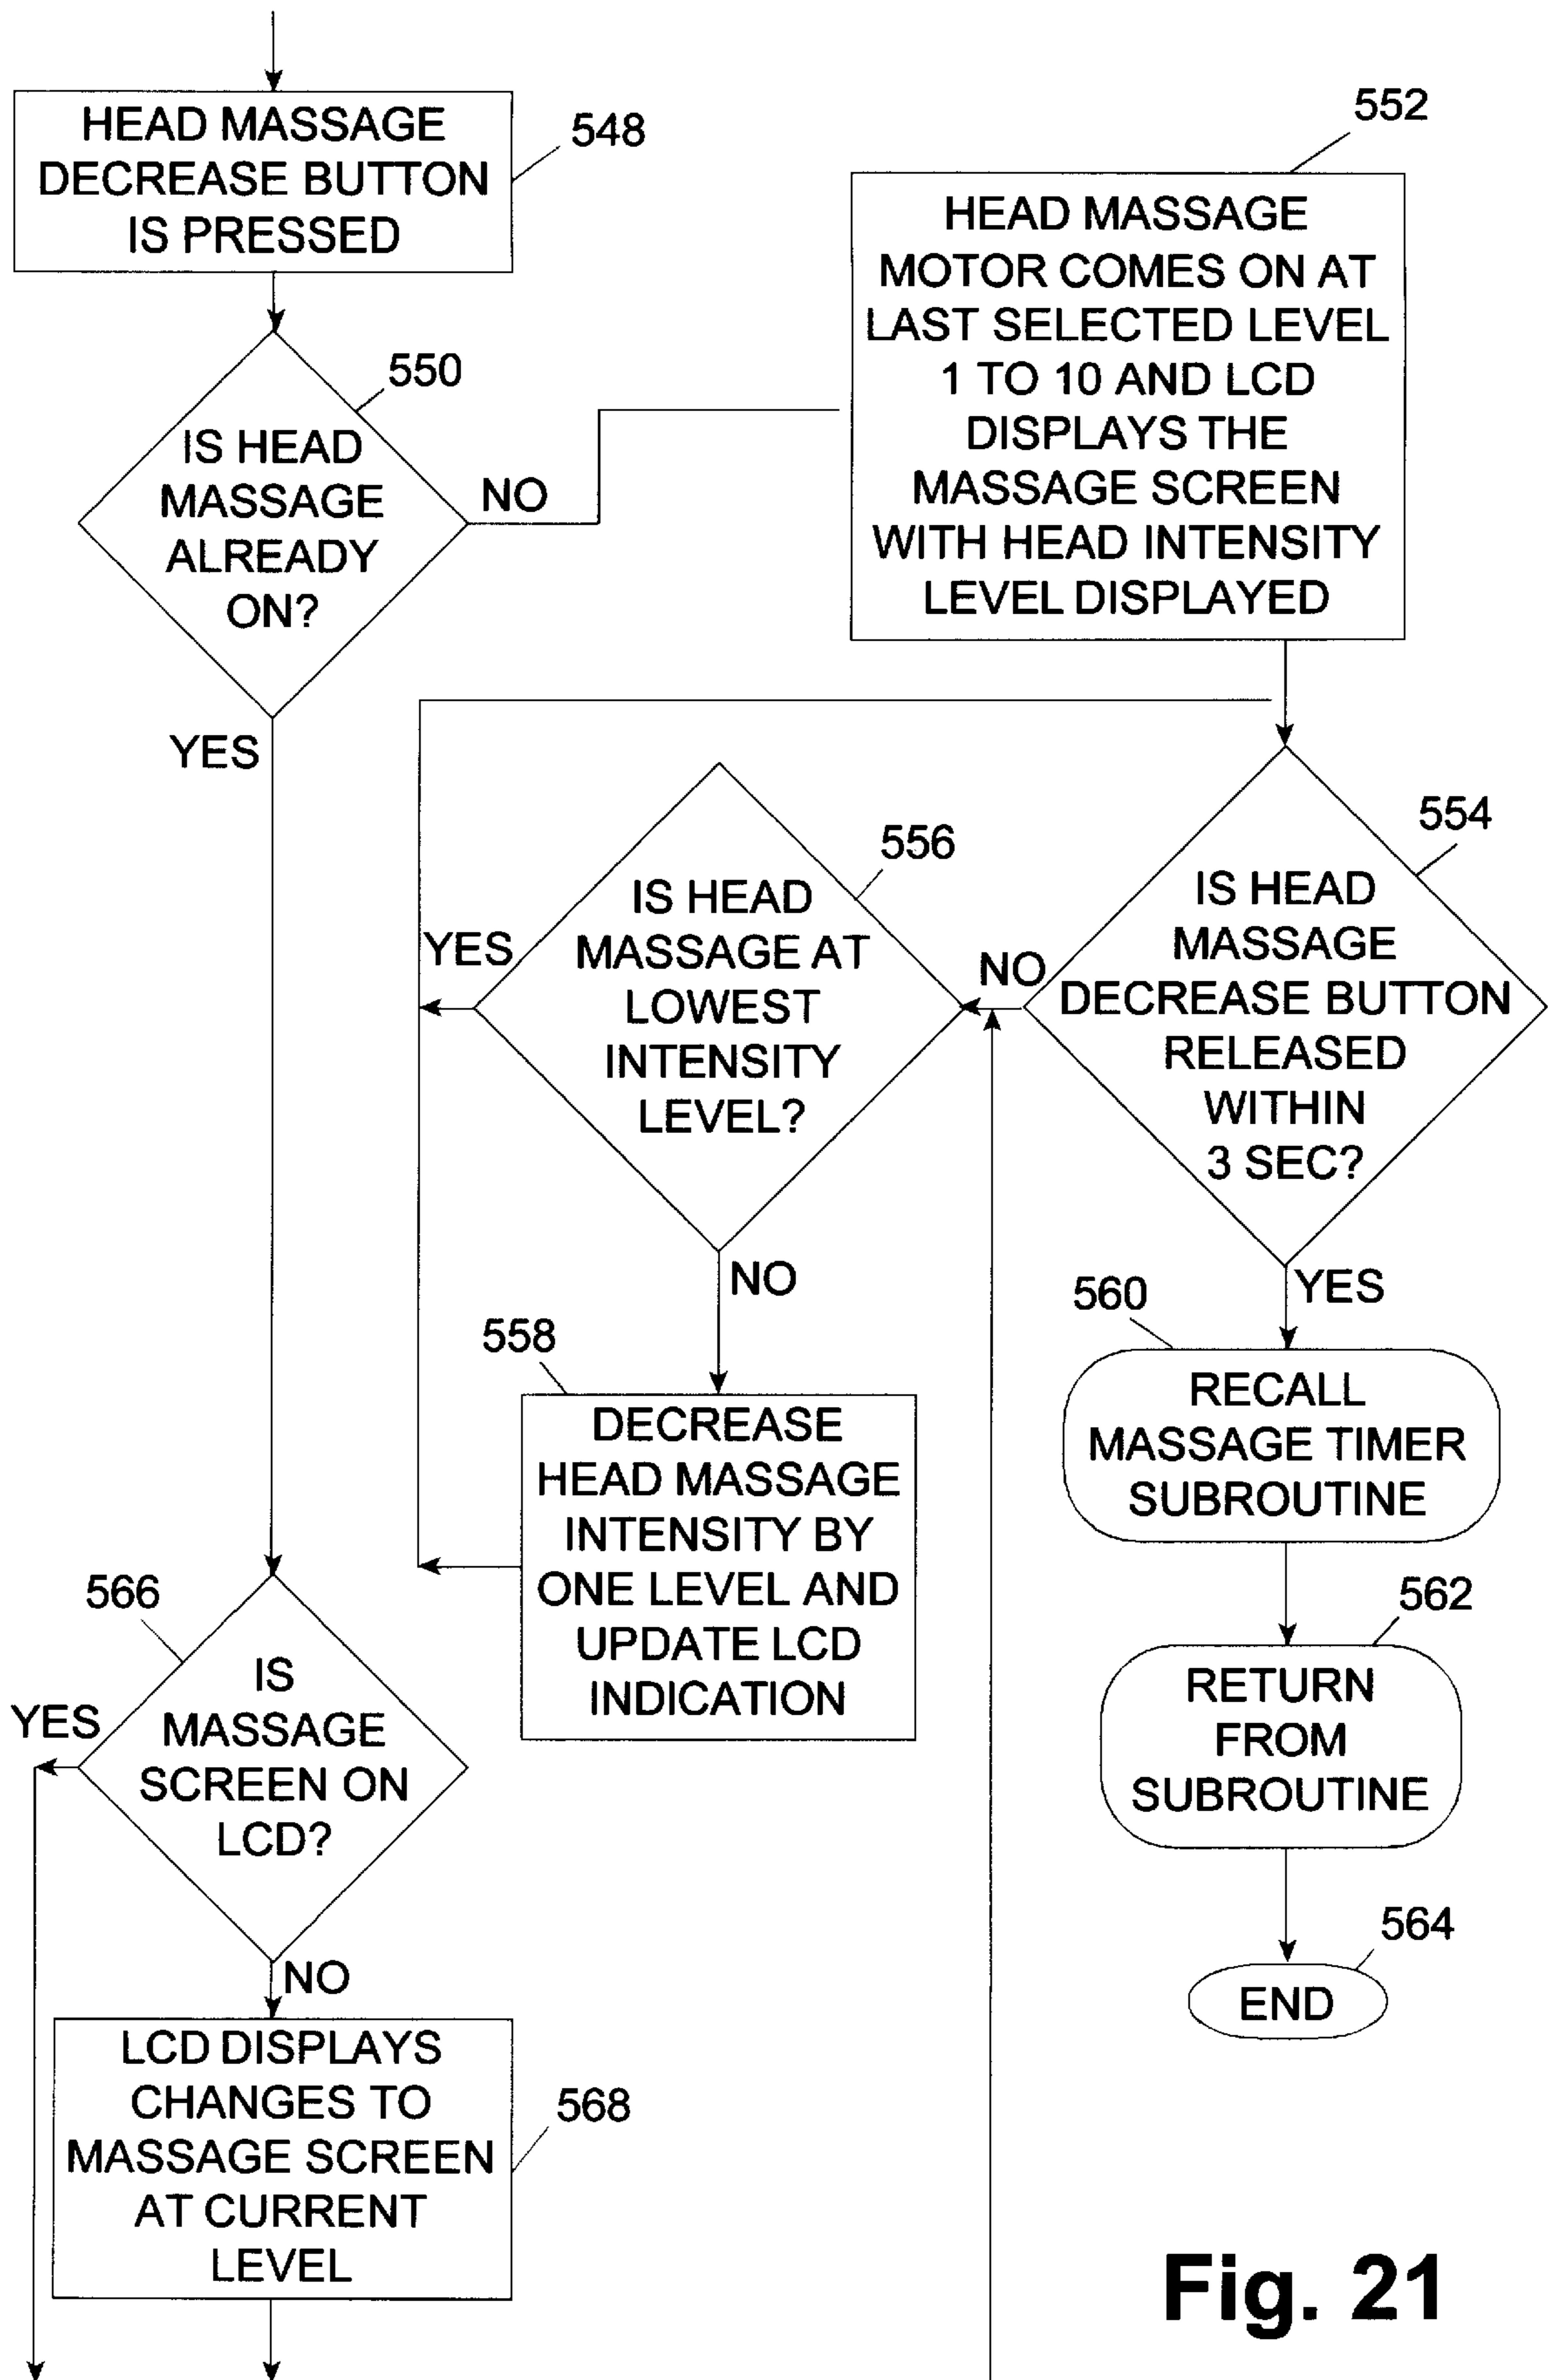 HEAD MASSAGE
DECREASE BUTTON
IS PRESSED
548
552
HEAD MASSAGE
MOTOR COMES ON AT
LAST SELECTED LEVEL
1 TO 10 AND LCD
DISPLAYS THE
MASSAGE SCREEN
WITH HEAD INTENSITY
LEVEL DISPLAYED
550
IS HEAD
MASSAGE
ALREADY
ON?
NO
YES
554
IS HEAD
MASSAGE
DECREASE BUTTON
RELEASED
WITHIN
3 SEC?
NO
YES
556
IS HEAD
MASSAGE AT
LOWEST
INTENSITY
LEVEL?
YES
NO
558
DECREASE
HEAD MASSAGE
INTENSITY BY
ONE LEVEL AND
UPDATE LCD
INDICATION
560
RECALL
MASSAGE TIMER
SUBROUTINE
562
RETURN
FROM
SUBROUTINE
564
END
566
IS
MASSAGE
SCREEN ON
LCD?
YES
NO
LCD DISPLAYS
CHANGES TO
MASSAGE SCREEN
AT CURRENT
LEVEL
568
Fig. 21